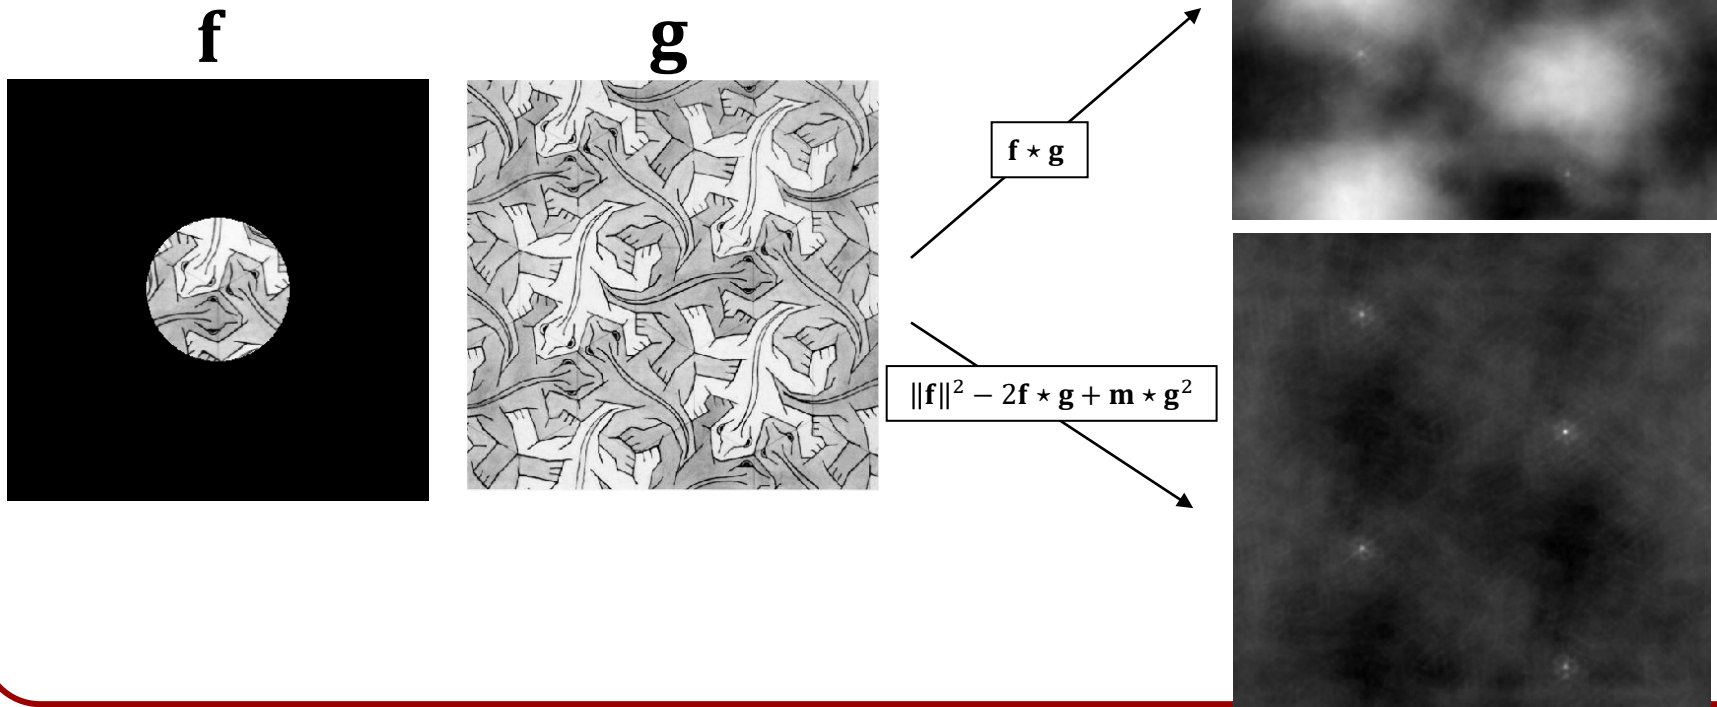 f
g
f ⋆ g
‖f‖² − 2f ⋆ g + m ⋆ g²